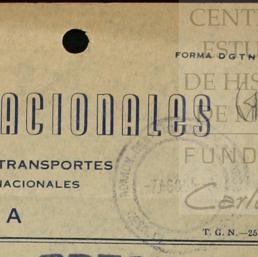 CENT
FORMA DGTN
ESTU
DE HIS
ACIONALES
DE M
TRANSPORTES
NACIONALES
FUND
A
Carlo
T. G. N.—25